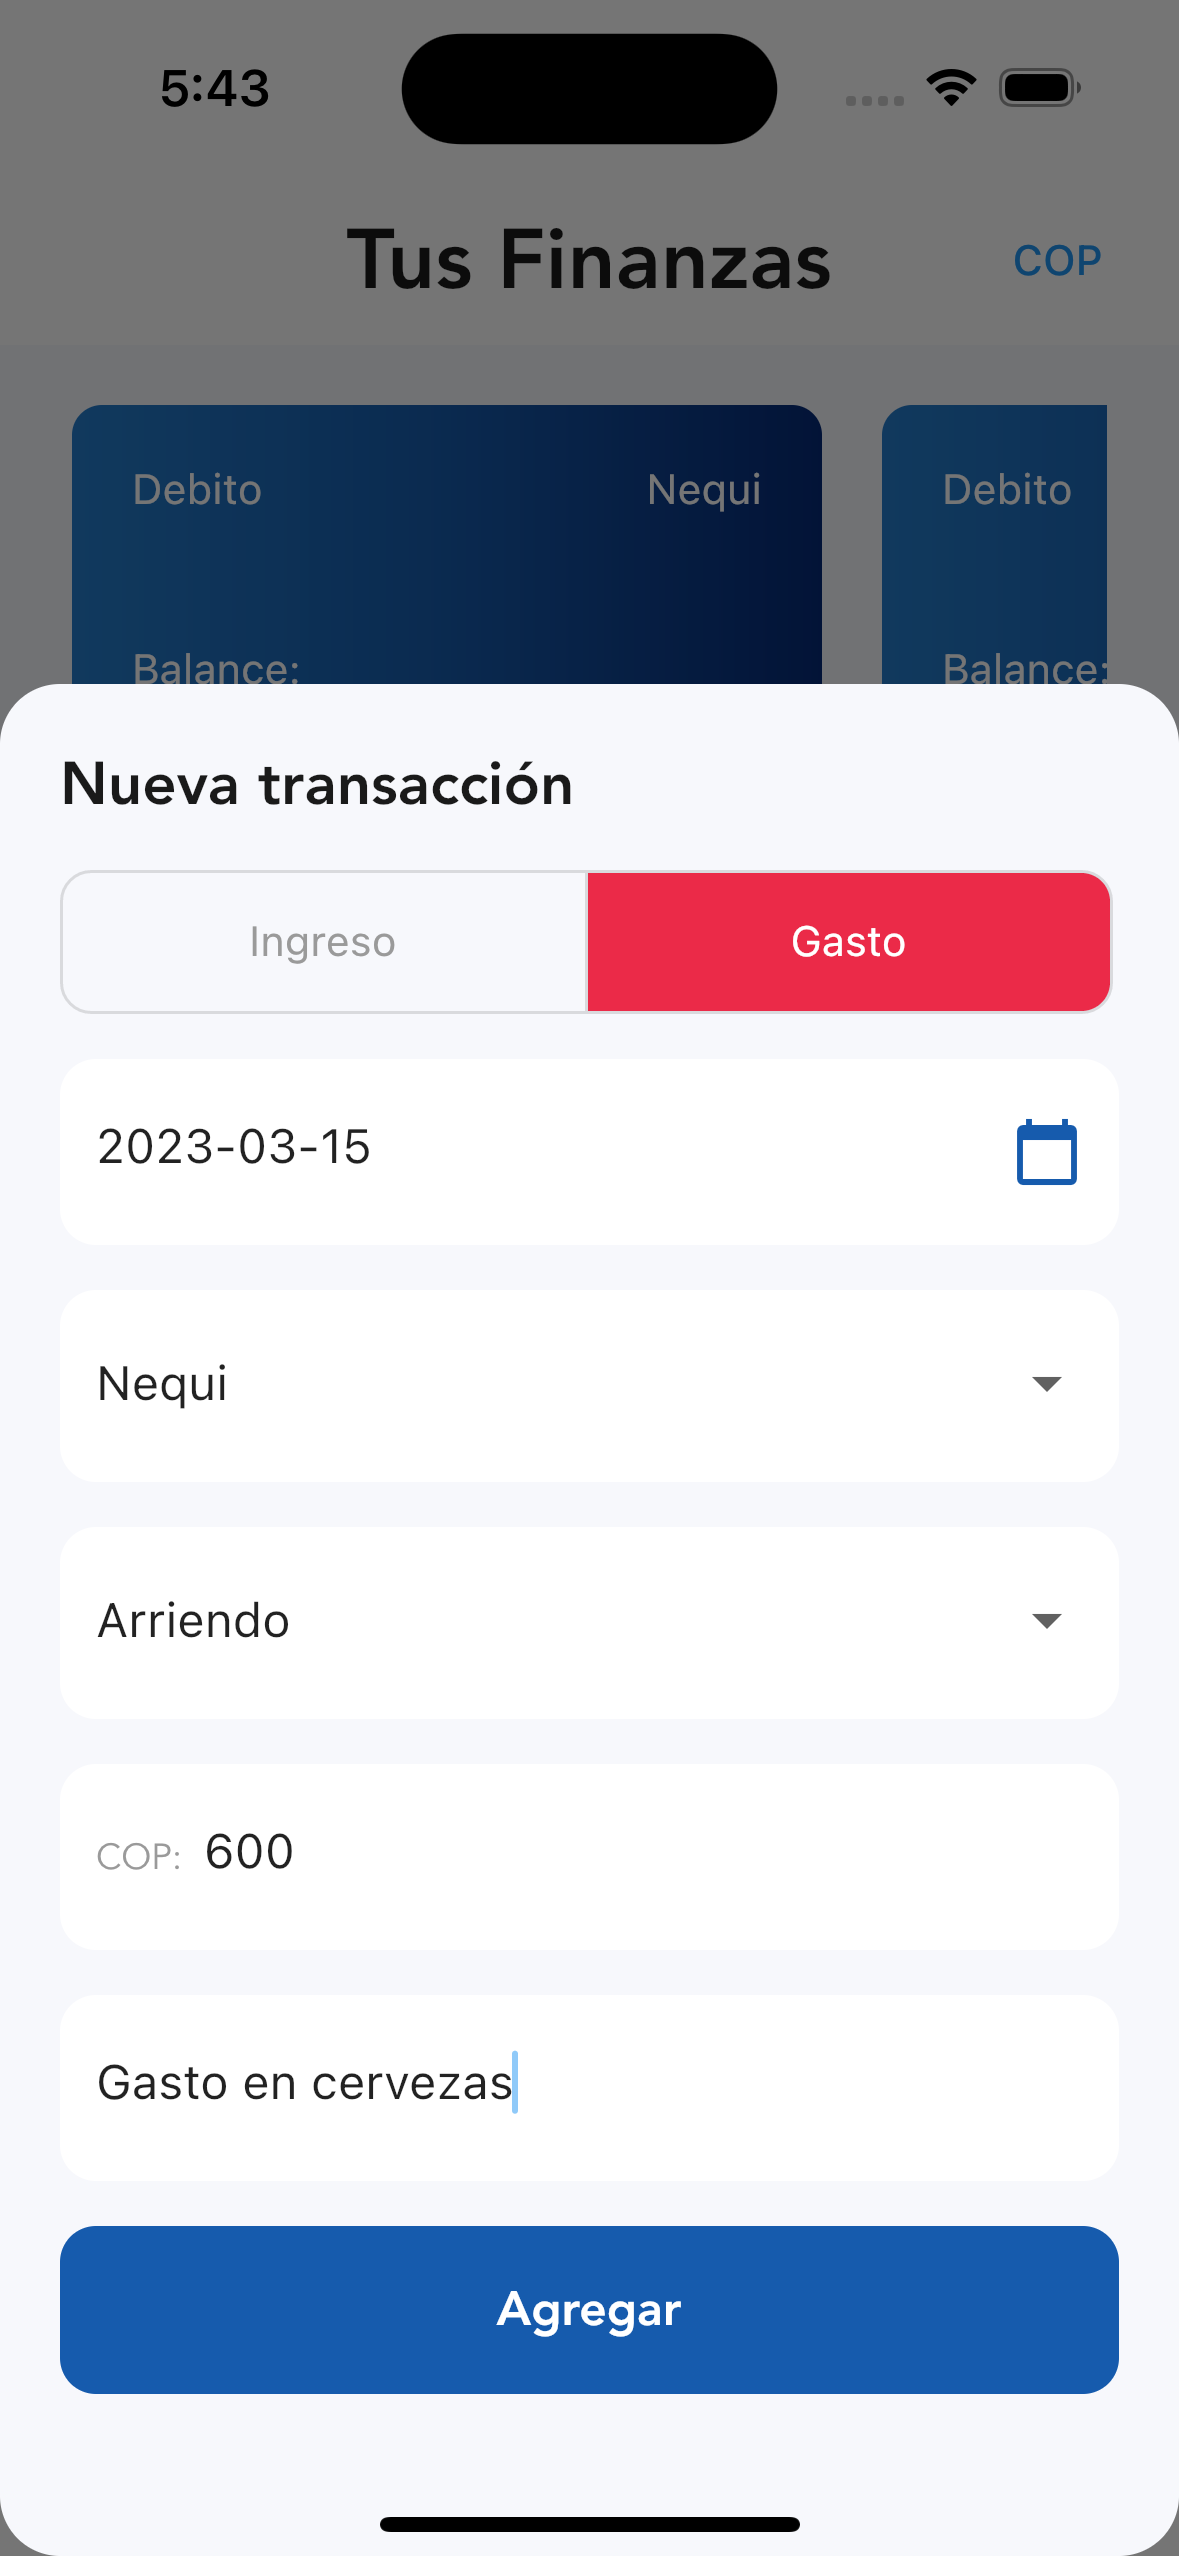 5:43
Tus Finanzas COP
Debito Nequi Debito
Balance: Balance:
Nueva transacción
Ingreso Gasto
2023-03-15
Nequi
Arriendo
COP: 600
Gasto en cervezas
Agregar